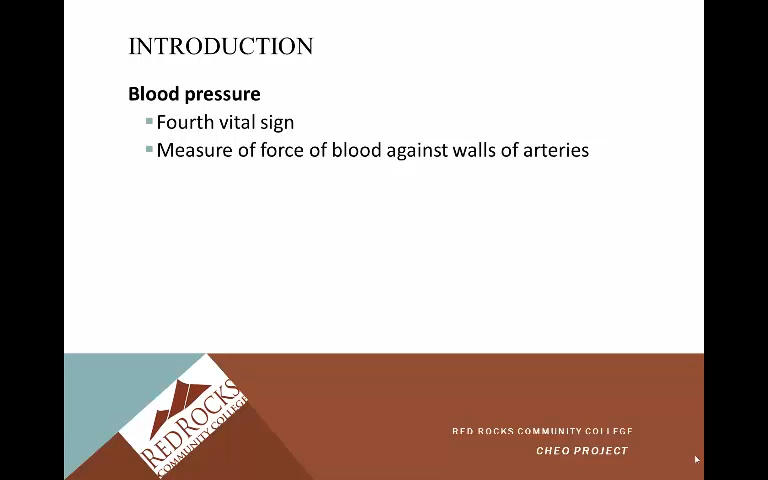 INTRODUCTION
Blood pressure
Fourth vital sign
Measure of force of blood against walls of arteries
RED ROCKS
COMMUNITY COLLEGE
RED ROCKS COMMUNITY COLLEGE
CHEO PROJECT